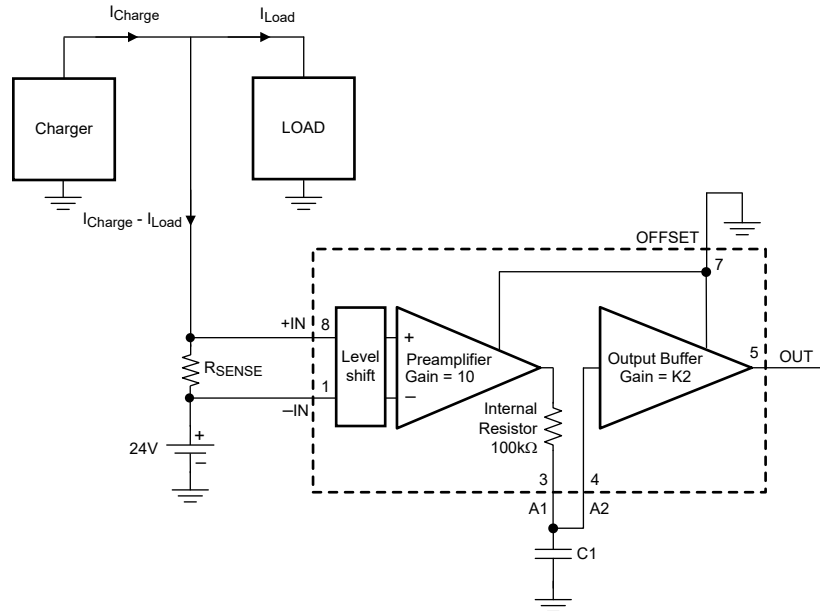 ICharge
ILoad
Charger
LOAD
ICharge - ILoad
OFFSET
7
+IN
8
Level
shift
+
Preamplifier
Gain = 10
–
Output Buffer
Gain = K2
5
OUT
RSENSE
1
–IN
Internal
Resistor
100kΩ
24V
+
–
3
4
A1
A2
C1